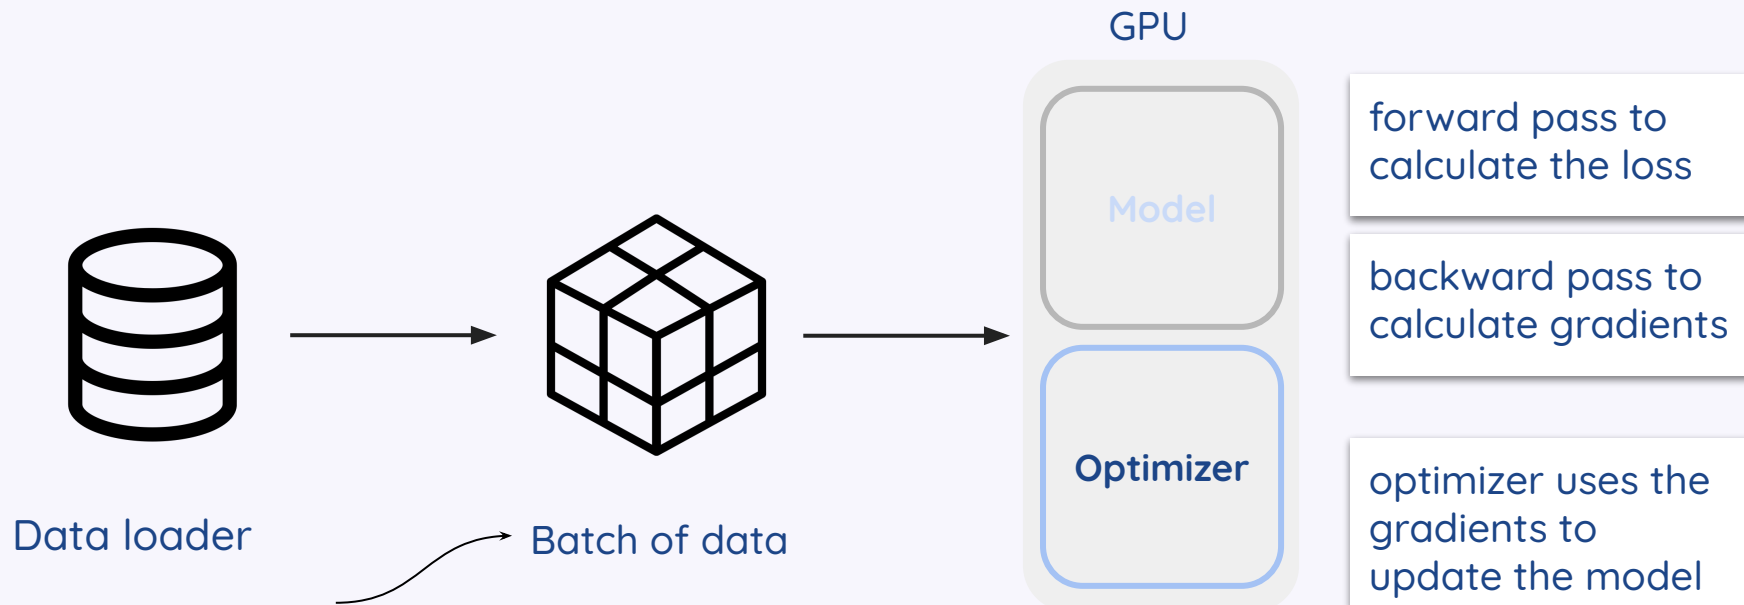 GPU
forward pass to
calculate the loss
Model
backward pass to
calculate gradients
Optimizer
optimizer uses the
gradients to
update the model
Data loader
Batch of data